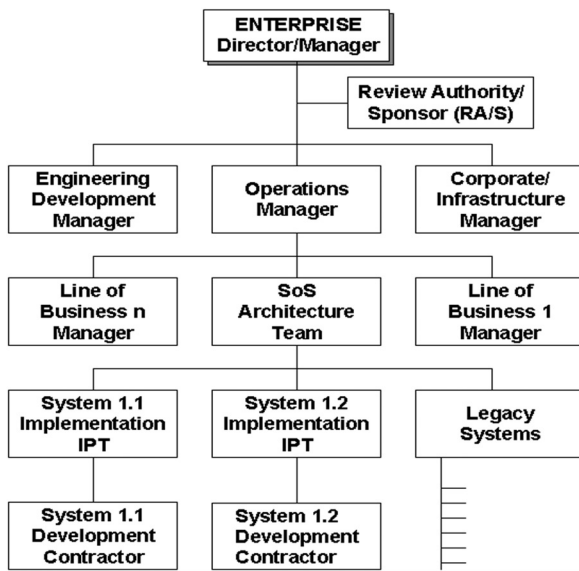 ENTERPRISE
Director/Manager
Review Authority/
Sponsor (RA/S)
Engineering
Development
Manager
Operations
Manager
Corporate/
Infrastructure
Manager
Line of
Business n
Manager
SoS
Architecture
Team
Line of
Business 1
Manager
System 1.1
Implementation
IPT
System 1.2
Implementation
IPT
Legacy
Systems
System 1.1
Development
Contractor
System 1.2
Development
Contractor